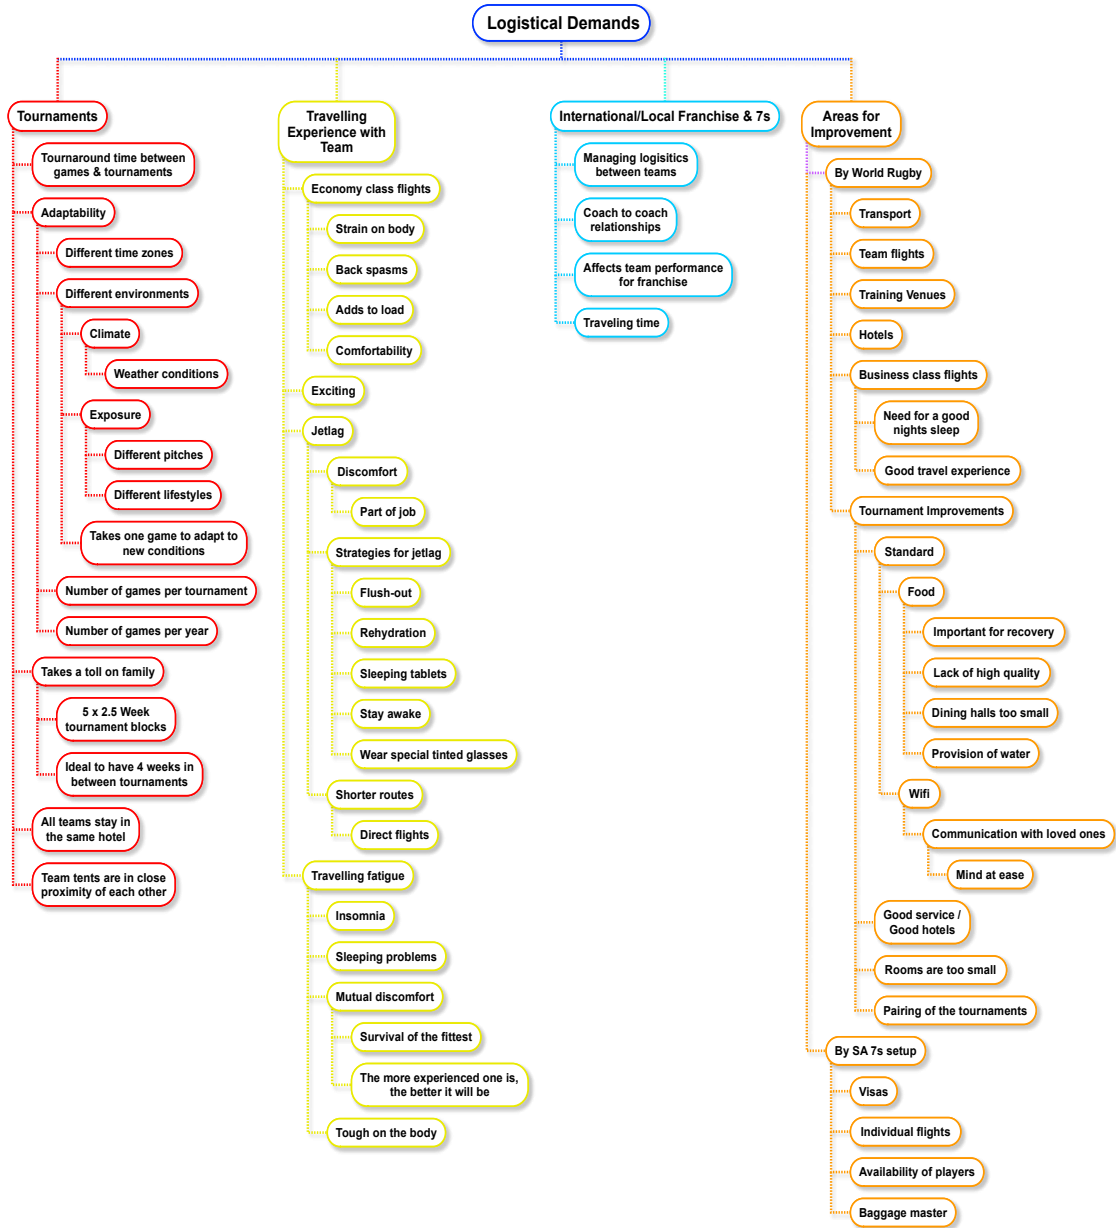 Logistical Demands
Tournaments
Tournaround time between
games & tournaments
Adaptability
Different time zones
Different environments
Climate
Weather conditions
Exposure
Different pitches
Different lifestyles
Takes one game to adapt to
new conditions
Number of games per tournament
Number of games per year
Takes a toll on family
5 x 2.5 Week
tournament blocks
Ideal to have 4 weeks in
between tournaments
All teams stay in
the same hotel
Team tents are in close
proximity of each other
Travelling
Experience with
Team
Economy class flights
Strain on body
Back spasms
Adds to load
Comfortability
Exciting
Jetlag
Discomfort
Part of job
Strategies for jetlag
Flush-out
Rehydration
Sleeping tablets
Stay awake
Wear special tinted glasses
Shorter routes
Direct flights
Travelling fatigue
Insomnia
Sleeping problems
Mutual discomfort
Survival of the fittest
The more experienced one is,
the better it will be
Tough on the body
International/Local Franchise & 7s
Managing logisitics
between teams
Coach to coach
relationships
Affects team performance
for franchise
Traveling time
Areas for
Improvement
By World Rugby
Transport
Team flights
Training Venues
Hotels
Business class flights
Need for a good
nights sleep
Good travel experience
Tournament Improvements
Standard
Food
Important for recovery
Lack of high quality
Dining halls too small
Provision of water
Wifi
Communication with loved ones
Mind at ease
Good service /
Good hotels
Rooms are too small
Pairing of the tournaments
By SA 7s setup
Visas
Individual flights
Availability of players
Baggage master